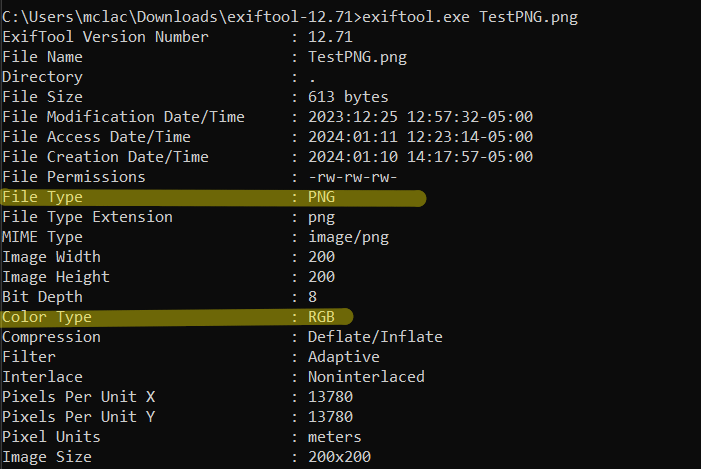 C:\Users\mclac\Downloads\exiftool-12.71>exiftool.exe TestPNG.png
ExifTool Version Number : 12.71
File Name : TestPNG.png
Directory : .
File Size : 613 bytes
File Modification Date/Time : 2023:12:25 12:57:32-05:00
File Access Date/Time : 2024:01:11 12:23:14-05:00
File Creation Date/Time : 2024:01:10 14:17:57-05:00
File Permissions : -rw-rw-rw-
File Type : PNG
File Type Extension : png
MIME Type : image/png
Image Width : 200
Image Height : 200
Bit Depth : 8
Color Type : RGB
Compression : Deflate/Inflate
Filter : Adaptive
Interlace : Noninterlaced
Pixels Per Unit X : 13780
Pixels Per Unit Y : 13780
Pixel Units : meters
Image Size : 200x200